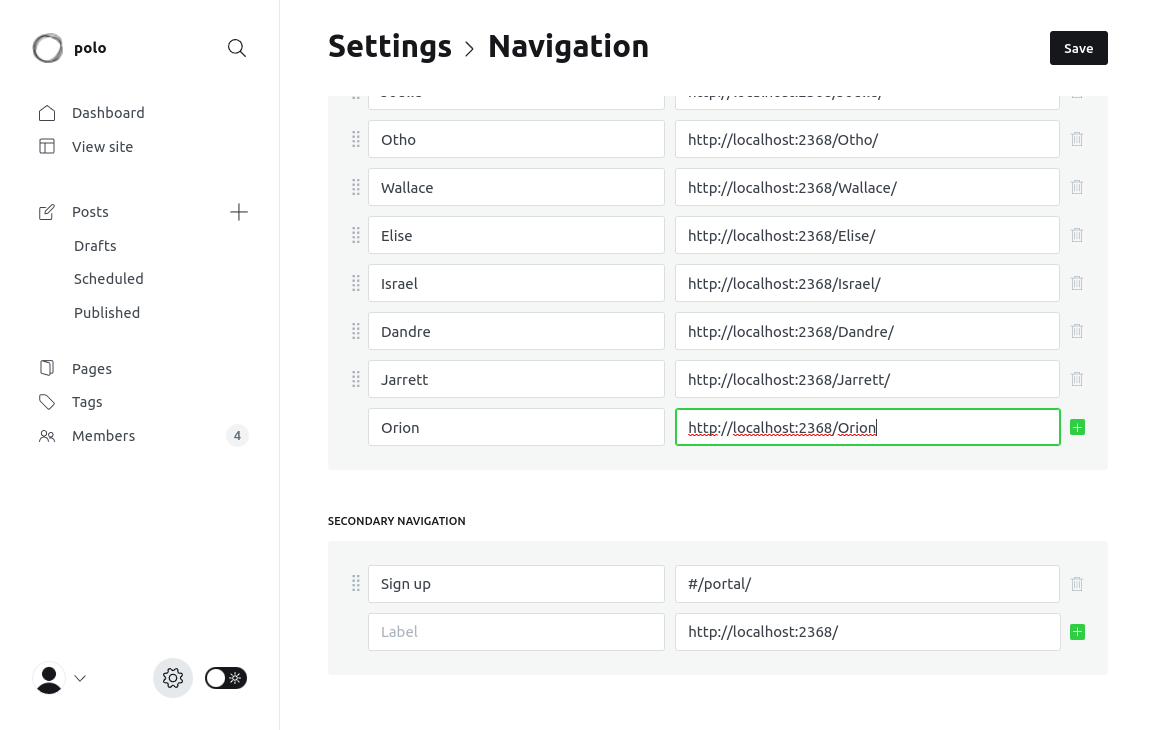 polo
Settings
Navigation
Save
Dashboard
View site
Posts
Drafts
Scheduled
Published
Pages
Tags
Members
4
Otho
http://localhost:2368/Otho/
Wallace
http://localhost:2368/Wallace/
Elise
http://localhost:2368/Elise/
Israel
http://localhost:2368/Israel/
Dandre
http://localhost:2368/Dandre/
Jarrett
http://localhost:2368/Jarrett/
Orion
http://localhost:2368/Orion
SECONDARY NAVIGATION
Sign up
#/portal/
Label
http://localhost:2368/